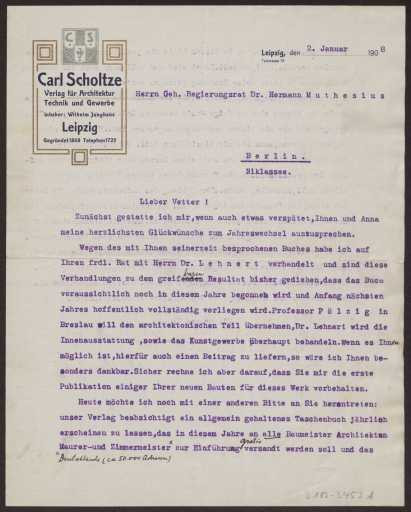 C S
Carl Scholtze
Verlag für Architektur
Technik und Gewerbe
Inhaber: Wilhelm Junghans
Leipzig
Gegründet 1868 Telephon 1725
Leipzig, den 2. Januar 1908
Herrn Geh. Regierungsrat Dr. Hermann M u t h e s i u s
B e r l i n .
Niklassee.
Lieber Vetter !
Zunächst gestatte ich mir, wenn auch etwas verspätet, Ihnen und Anna
meine herzlichsten Glückwünsche zum Jahreswechsel auszusprechen.
Wegen des mit Ihnen seinerzeit besprochenen Buches habe ich auf
Ihren frdl. Rat mit Herrn Dr. L e h n e r t verhandelt und sind diese
Verhandlungen zu dem greifbaren Resultat bisher gediehen, dass das Buch
voraussichtlich noch in diesem Jahre begonnen wird und Anfang nächsten
Jahres hoffentlich vollständig vorliegen wird. Professor P ö l z i g in
Breslau will den architektonischen Teil übernehmen, Dr. Lehnert wird die
Innenausstattung , sowie das Kunstgewerbe überhaupt behandeln. Wenn es Ihnen
möglich ist, hierfür auch einen Beitrag zu liefern, so wäre ich Ihnen be-
sonders dankbar. Sicher rechne ich aber darauf, dass Sie mir die erste
Publikation einiger Ihrer neuen Bauten für dieses Werk vorbehalten.
Heute möchte ich noch mit einer anderen Bitte an Sie herantreten:
unser Verlag beabsichtigt ein allgemein gehaltenes Taschenbuch jährlich
erscheinen zu lassen, das in diesem Jahre an alle Baumeister Architekten
Maurer-und Zimmermeister zur Einführung gratis versandt werden soll und das
Deutschlands (ca 50.000 Adressen)